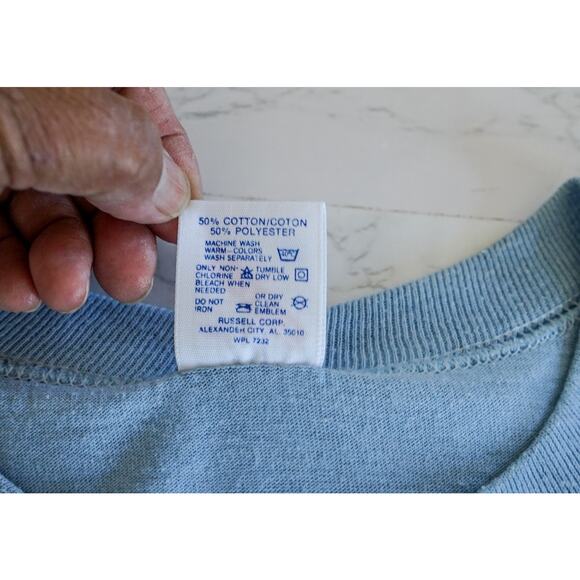 50% COTTON/COTON
50% POLYESTER
MACHINE WASH
WARM-COLORS
WASH SEPARATELY
ONLY NON- TUMBLE
CHLORINE DRY LOW
BLEACH WHEN
NEEDED
DO NOT OR DRY
IRON CLEAN
EMBLEM
RUSSELL CORP.
ALEXANDER CITY, AL. 35010
WPL 7232